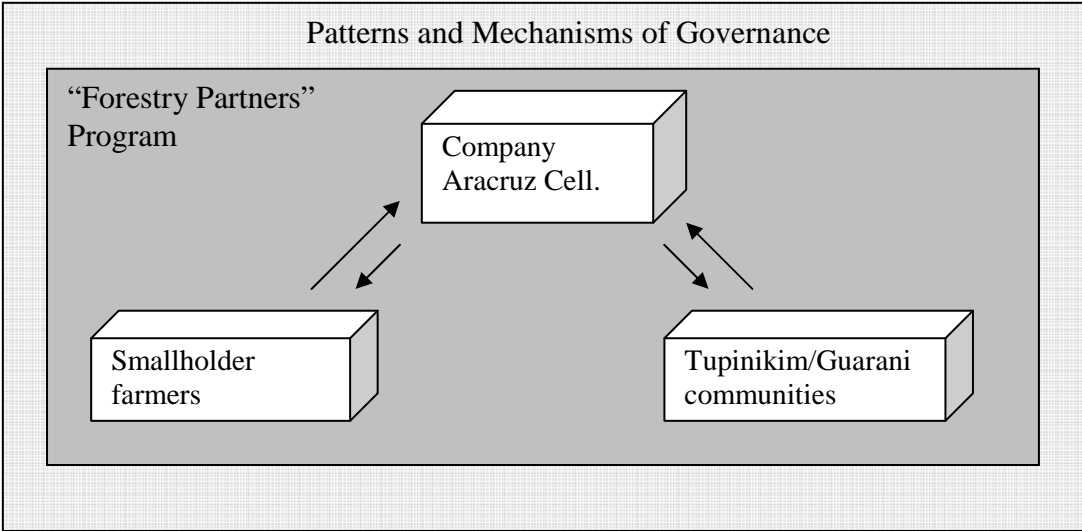 Patterns and Mechanisms of Governance
“Forestry Partners”
Program
Company
Aracruz Cell.
Smallholder
farmers
Tupinikim/Guarani
communities